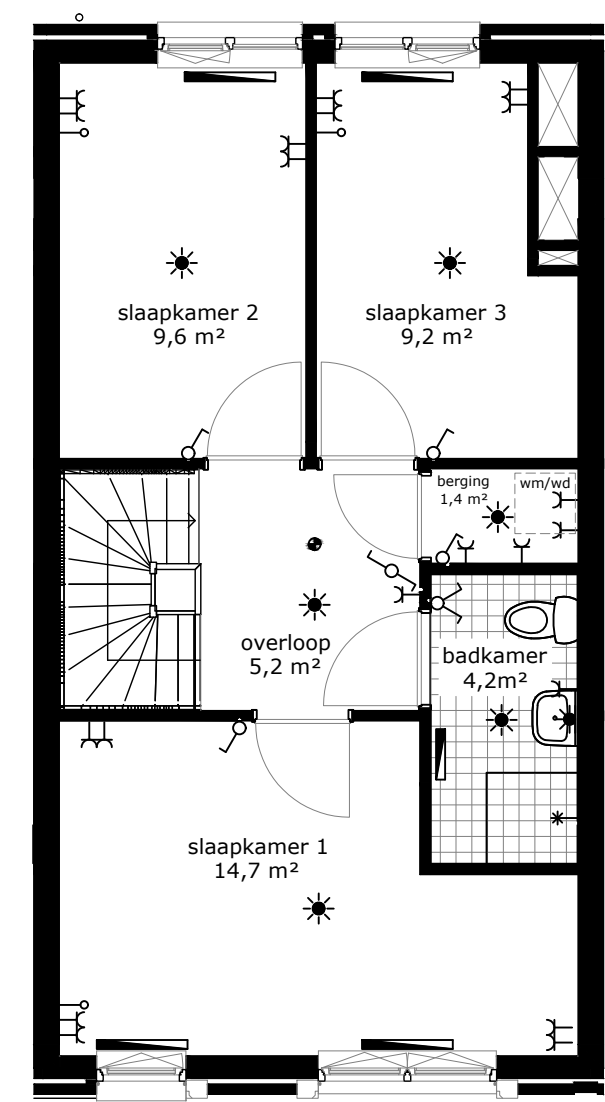 slaapkamer 2
9,6 m²
slaapkamer 3
9,2 m²
berging
1,4 m²
wm/wd
overloop
5,2 m²
badkamer
4,2m²
slaapkamer 1
14,7 m²